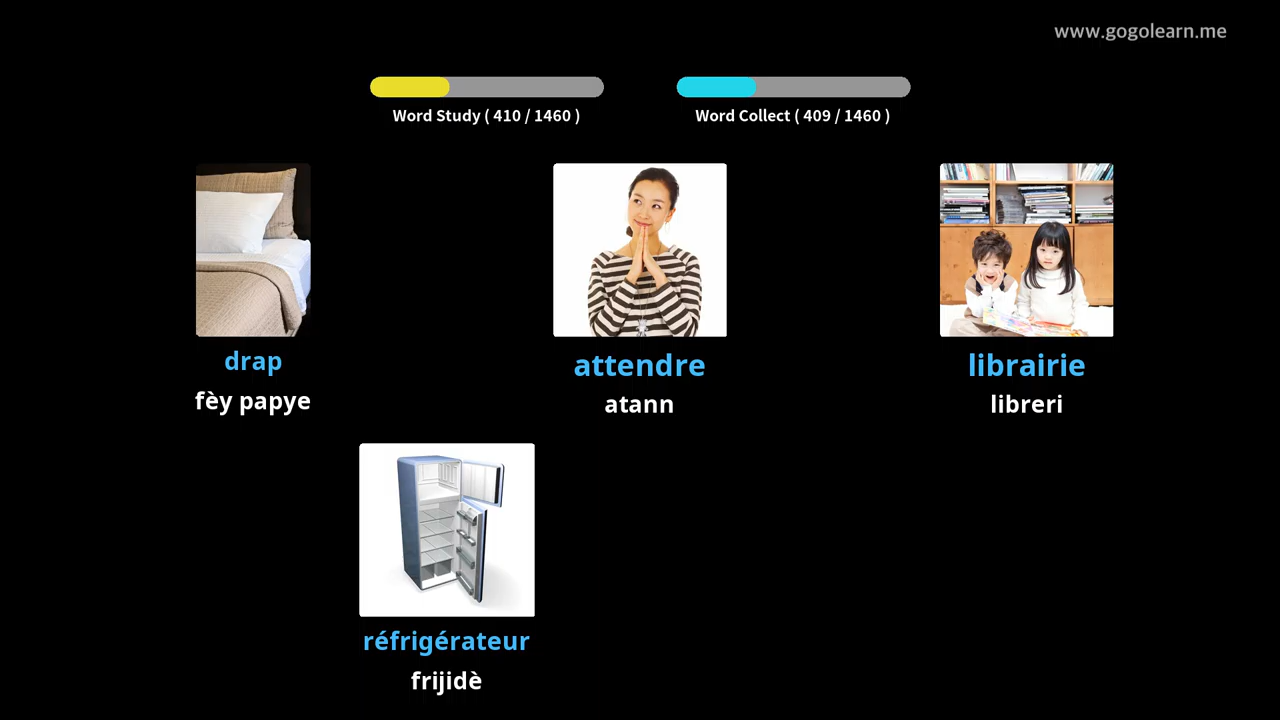 www.gogolearn.me
Word Study ( 410 / 1460 )
Word Collect ( 409 / 1460 )
drap
fèy papye
attendre
atann
librairie
libreri
réfrigérateur
frijidè